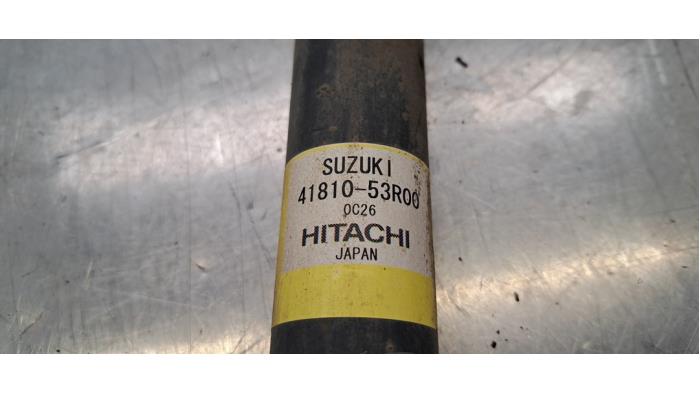 SUZUKI
41810-53R00
0C26
HITACHI
JAPAN